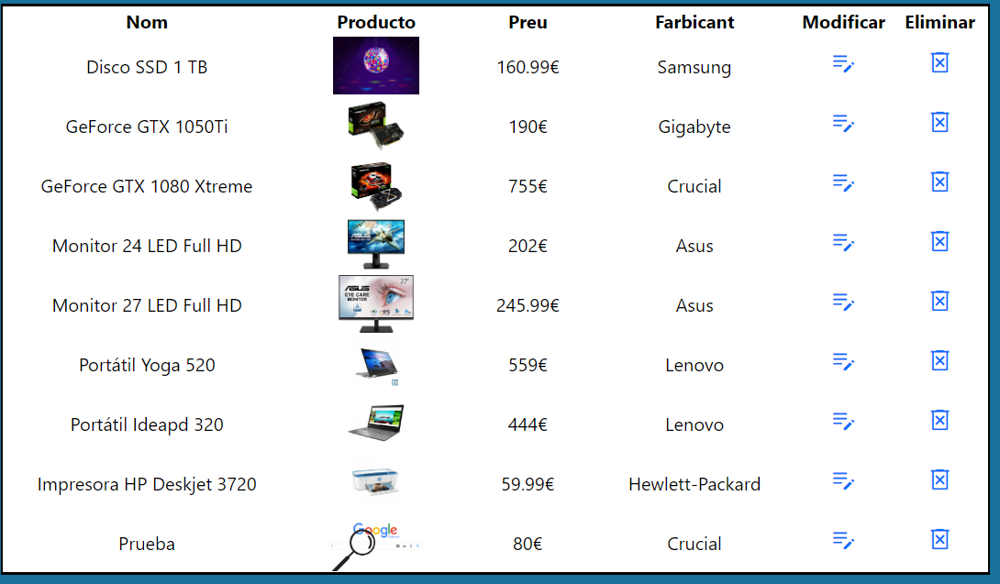 Nom Producto Preu Farbicant Modificar Eliminar
Disco SSD 1 TB 160.99€ Samsung
GeForce GTX 1050Ti 190€ Gigabyte
GeForce GTX 1080 Xtreme 755€ Crucial
Monitor 24 LED Full HD 202€ Asus
Monitor 27 LED Full HD ASUS EYE CARE MONITOR 27" IPS 245.99€ Asus
Portátil Yoga 520 559€ Lenovo
Portátil Ideapd 320 444€ Lenovo
Impresora HP Deskjet 3720 59.99€ Hewlett-Packard
Prueba Google 80€ Crucial